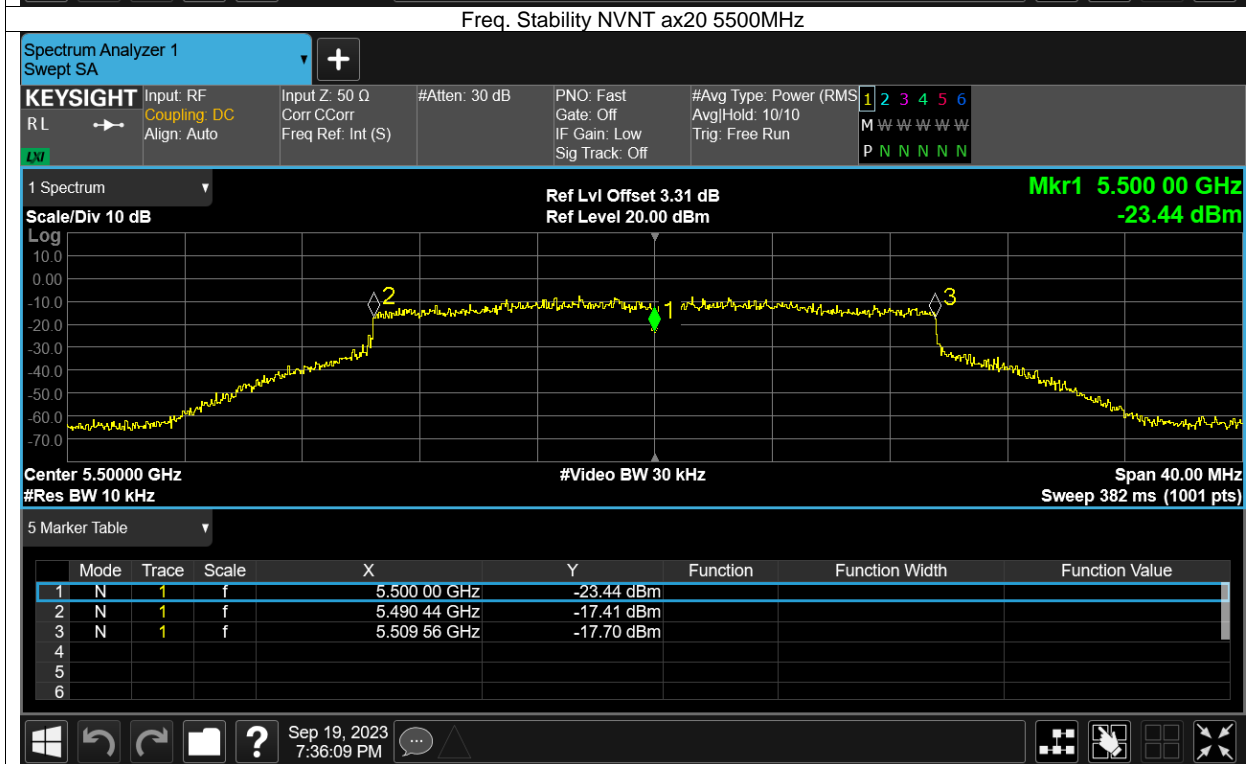 Freq. Stability NVNT ax20 5500MHz
Spectrum Analyzer 1
Swept SA
+
KEYSIGHT Input: RF Input Z: 50 Ω #Atten: 30 dB PNO: Fast #Avg Type: Power (RMS 1 2 3 4 5 6
RL Coupling: DC Corr CCorr Gate: Off Avg|Hold: 10/10 M W W W W W
Align: Auto Freq Ref: Int (S) IF Gain: Low Trig: Free Run
LXI Sig Track: Off P N N N N N N
1 Spectrum Ref Lvl Offset 3.31 dB Mkr1 5.500 00 GHz
Scale/Div 10 dB Ref Level 20.00 dBm -23.44 dBm
Log
10.0
0.00
-10.0 2 1 3
-20.0
-30.0
-40.0
-50.0
-60.0
-70.0
Center 5.50000 GHz #Video BW 30 kHz Span 40.00 MHz
#Res BW 10 kHz Sweep 382 ms (1001 pts)
5 Marker Table
Mode Trace Scale X Y Function Function Width Function Value
1 N 1 f 5.500 00 GHz -23.44 dBm
2 N 1 f 5.490 44 GHz -17.41 dBm
3 N 1 f 5.509 56 GHz -17.70 dBm
4
5
6
? Sep 19, 2023
7:36:09 PM